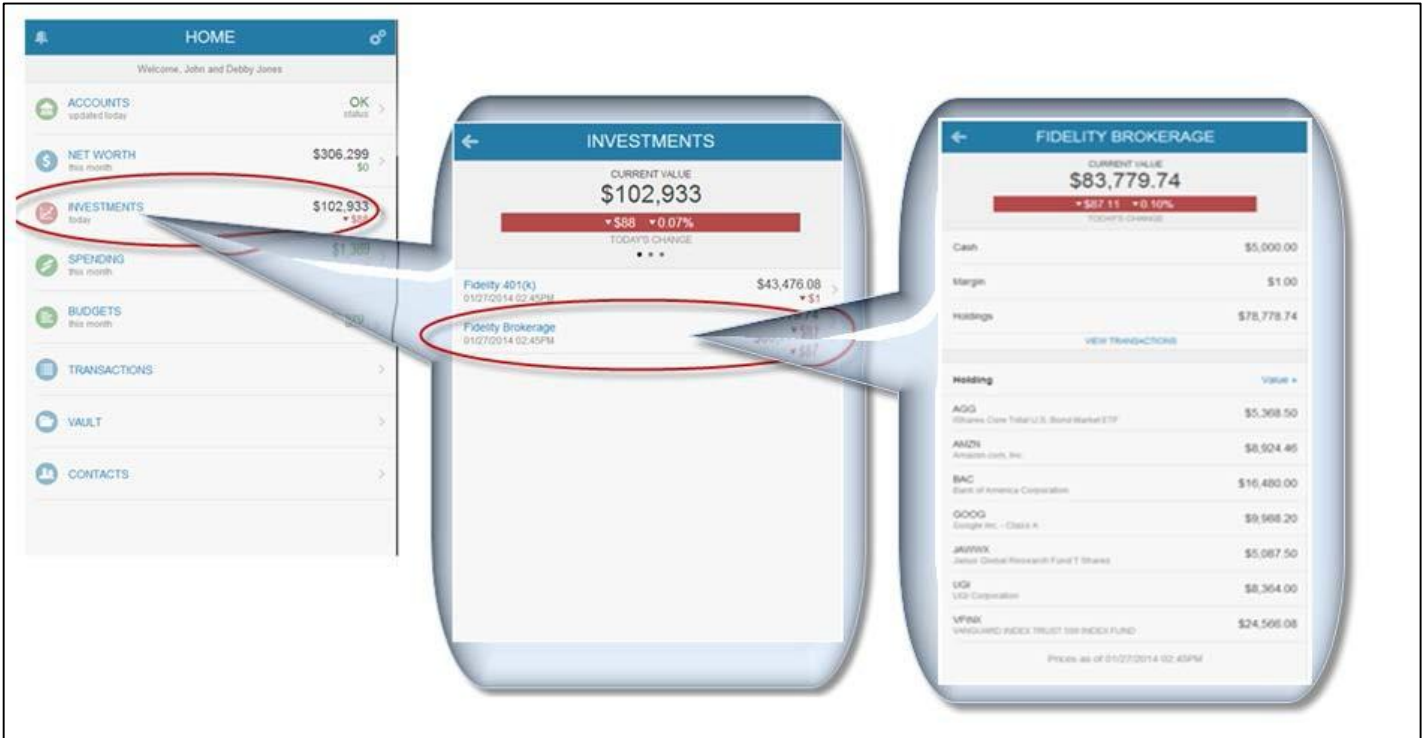 HOME
Welcome, John and Debby Jones
ACCOUNTS
updated today
OK
status
NET WORTH
this month
$306,299
$0
INVESTMENTS
today
$102,933
▼ $88
SPENDING
this month
$1,389
BUDGETS
this month
TRANSACTIONS
VAULT
CONTACTS
INVESTMENTS
CURRENT VALUE
$102,933
▼$88 ▼0.07%
TODAY'S CHANGE
Fidelity 401(k)
01/27/2014 02:45PM
$43,476.08
▼$1
Fidelity Brokerage
01/27/2014 02:45PM
▼$87
FIDELITY BROKERAGE
CURRENT VALUE
$83,779.74
▼$87.11 ▼0.10%
TODAY'S CHANGE
Cash
$5,000.00
Margin
$1.00
Holdings
$78,778.74
VIEW TRANSACTIONS
Holding
Value
AGG
iShares Core Total U.S. Bond Market ETF
$5,368.50
AMZN
Amazon.com, Inc.
$8,924.46
BAC
Bank of America Corporation
$16,480.00
GOOG
Google Inc. - Class A
$9,968.20
JAWWX
Janus Global Research Fund T Shares
$5,087.50
UGI
UGI Corporation
$8,364.00
VFINX
VANGUARD INDEX TRUST 500 INDEX FUND
$24,566.08
Prices as of 01/27/2014 02:45PM